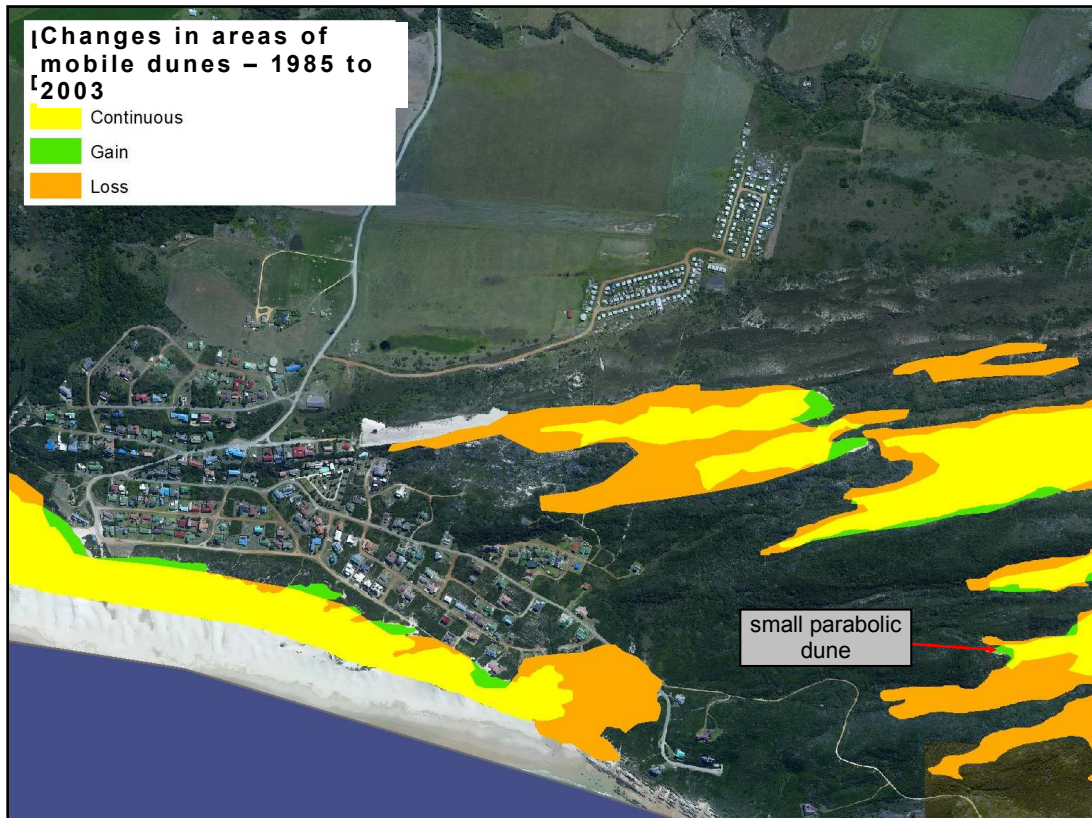 Changes in areas of
mobile dunes – 1985 to
2003
Continuous
Gain
Loss
small parabolic
dune